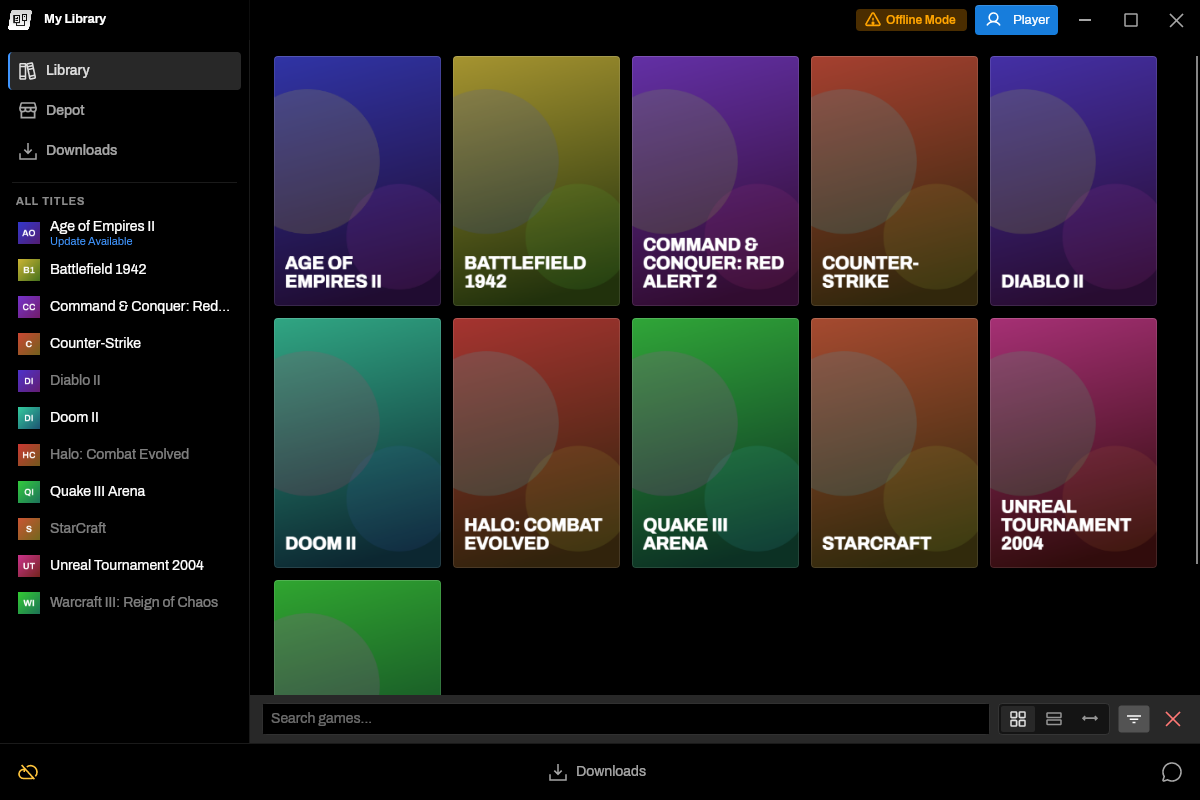 My Library
Offline Mode
Player
Library
Depot
Downloads
ALL TITLES
AO
Age of Empires II
Update Available
B1
Battlefield 1942
CC
Command & Conquer: Red...
C
Counter-Strike
DI
Diablo II
DI
Doom II
HC
Halo: Combat Evolved
QI
Quake III Arena
S
StarCraft
UT
Unreal Tournament 2004
WI
Warcraft III: Reign of Chaos
AGE OF
EMPIRES II
BATTLEFIELD
1942
COMMAND &
CONQUER: RED
ALERT 2
COUNTER-
STRIKE
DIABLO II
DOOM II
HALO: COMBAT
EVOLVED
QUAKE III
ARENA
STARCRAFT
UNREAL
TOURNAMENT
2004
Search games...
Downloads